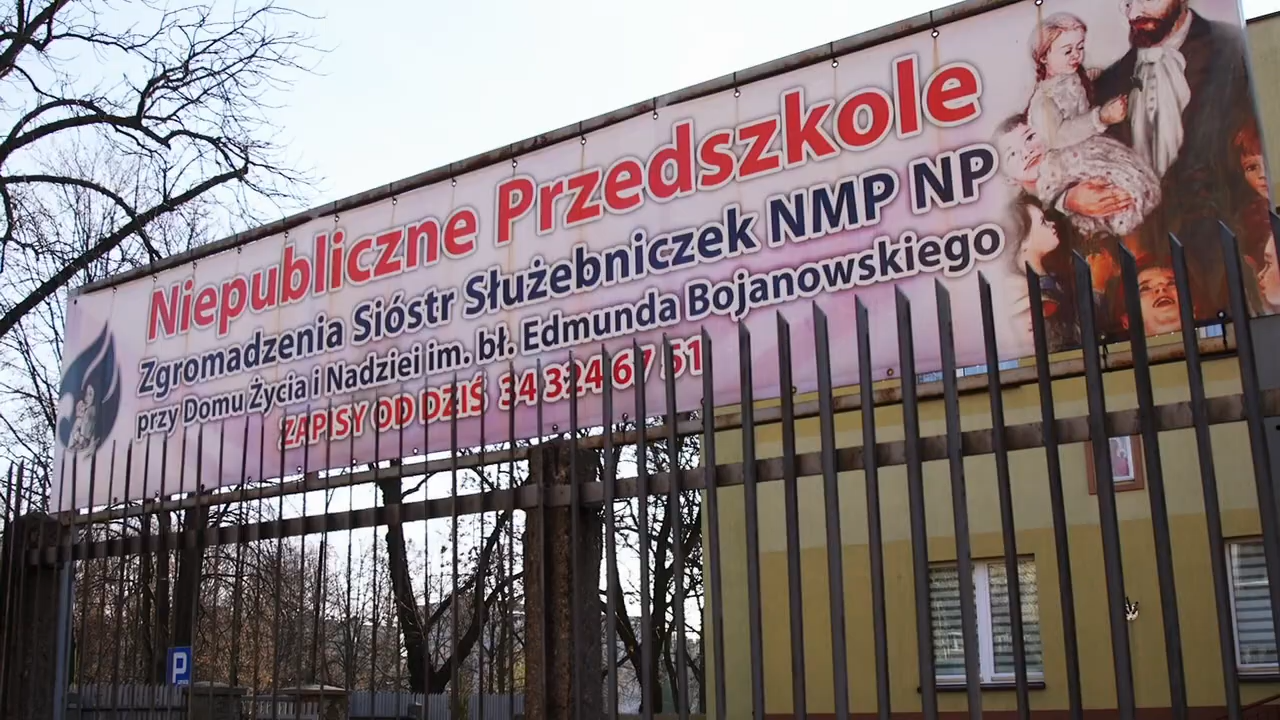 Niepubliczne Przedszkole
Zgromadzenia Sióstr Służebniczek NMP NP
przy Domu Życia i Nadziei im. bł. Edmunda Bojanowskiego
ZAPISY OD DZIŚ 34 324 67 51
P